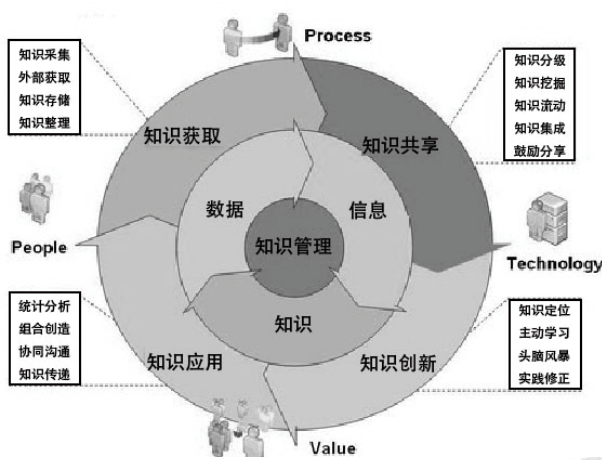 Process
知识采集
外部获取
知识存储
知识整理
知识分级
知识挖掘
知识流动
知识集成
鼓励分享
知识获取
知识共享
数据
信息
People
知识管理
Technology
知识
统计分析
组合创造
协同沟通
知识传递
知识应用
知识创新
知识定位
主动学习
头脑风暴
实践修正
Value